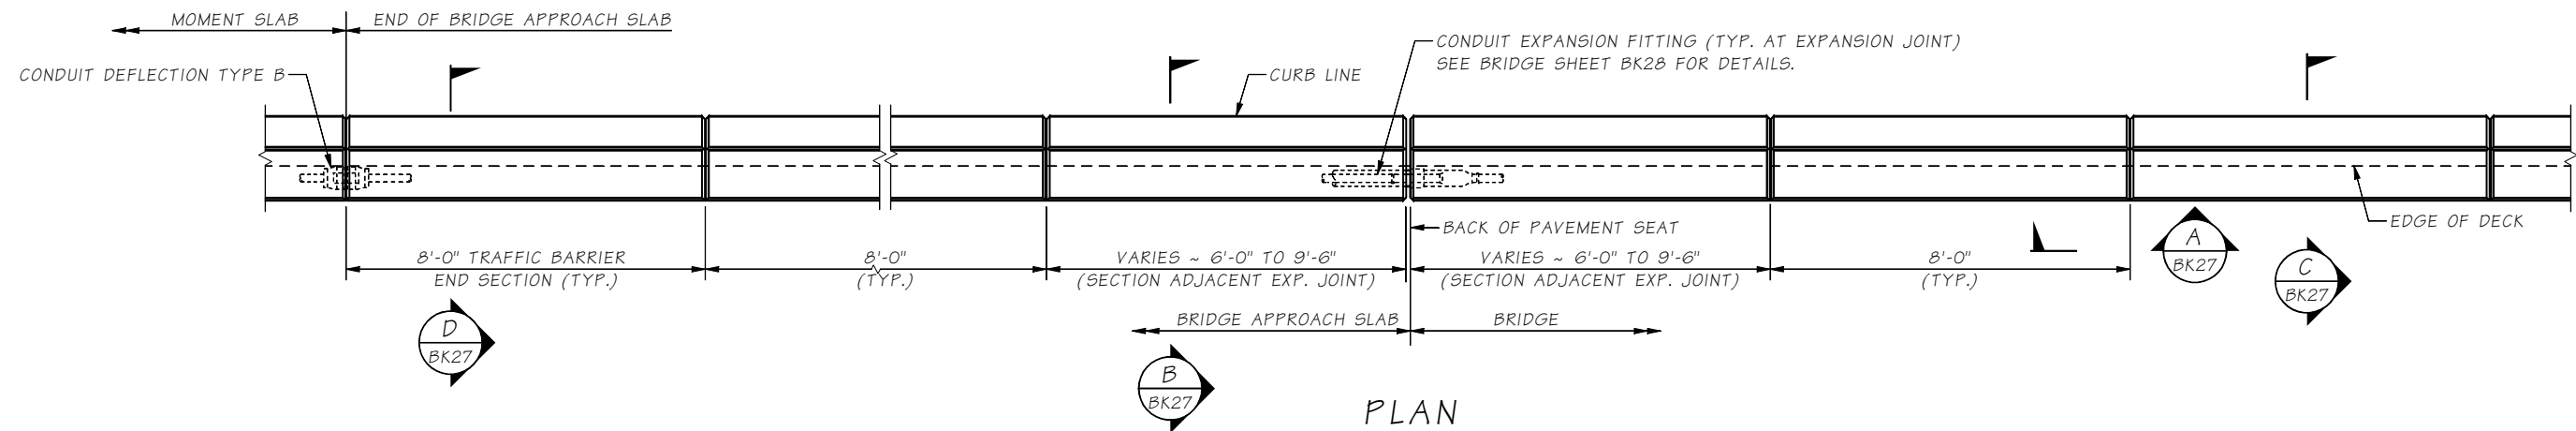 MOMENT SLAB
END OF BRIDGE APPROACH SLAB
CONDUIT DEFLECTION TYPE B
CURB LINE
CONDUIT EXPANSION FITTING (TYP. AT EXPANSION JOINT)
SEE BRIDGE SHEET BK28 FOR DETAILS.
BACK OF PAVEMENT SEAT
EDGE OF DECK
8'-0" TRAFFIC BARRIER
END SECTION (TYP.)
8'-0"
(TYP.)
VARIES ~ 6'-0" TO 9'-6"
(SECTION ADJACENT EXP. JOINT)
VARIES ~ 6'-0" TO 9'-6"
(SECTION ADJACENT EXP. JOINT)
8'-0"
(TYP.)
A
BK27
C
BK27
BRIDGE APPROACH SLAB
BRIDGE
D
BK27
B
BK27
PLAN